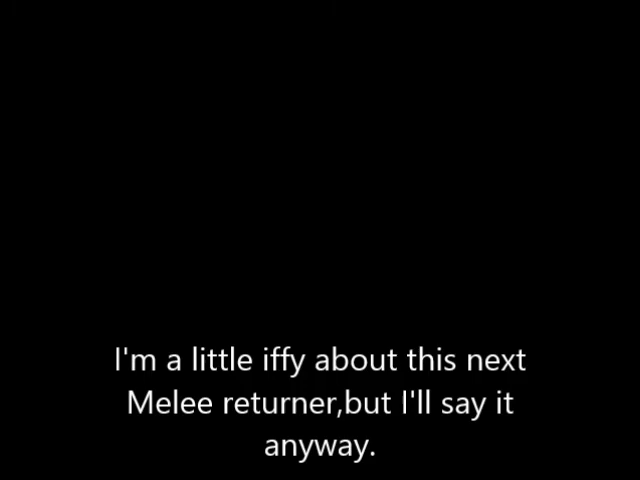 I'm a little iffy about this next
Melee returner,but I'll say it
anyway.